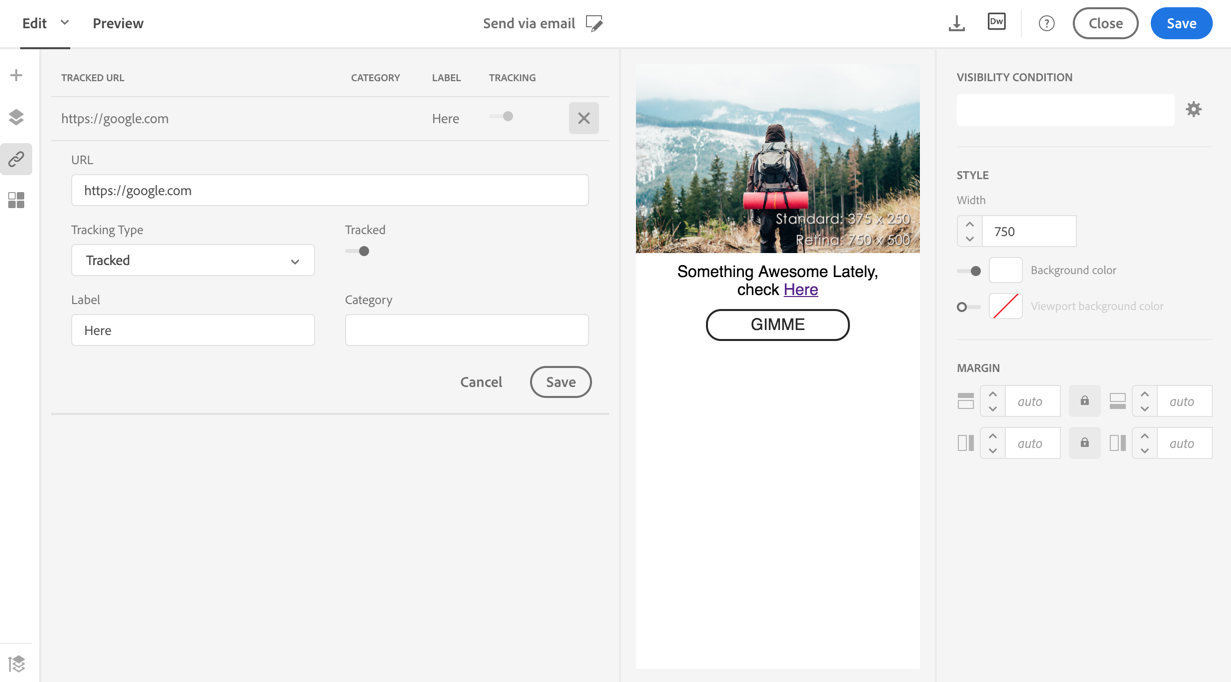 Edit
Preview
Send via email
Dw
?
Close
Save
TRACKED URL
CATEGORY
LABEL
TRACKING
https://google.com
Here
URL
https://google.com
Tracking Type
Tracked
Tracked
Label
Category
Here
Cancel
Save
Standard: 375 x 250
Retina: 750 x 500
Something Awesome Lately,
check Here
GIMME
VISIBILITY CONDITION
STYLE
Width
750
Background color
Viewport background color
MARGIN
auto
auto
auto
auto